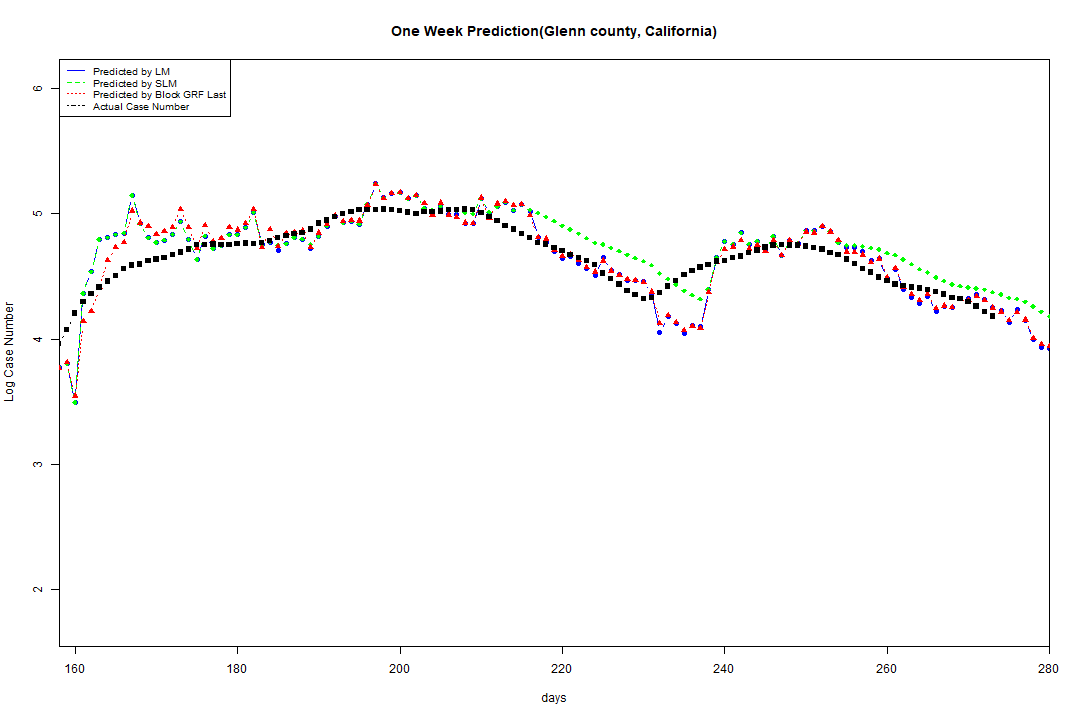 One Week Prediction(Glenn county, California)
Predicted by LM
Predicted by SLM
Predicted by Block GRF Last
Actual Case Number
6
5
4
3
2
Log Case Number
160 180 200 220 240 260 280
days